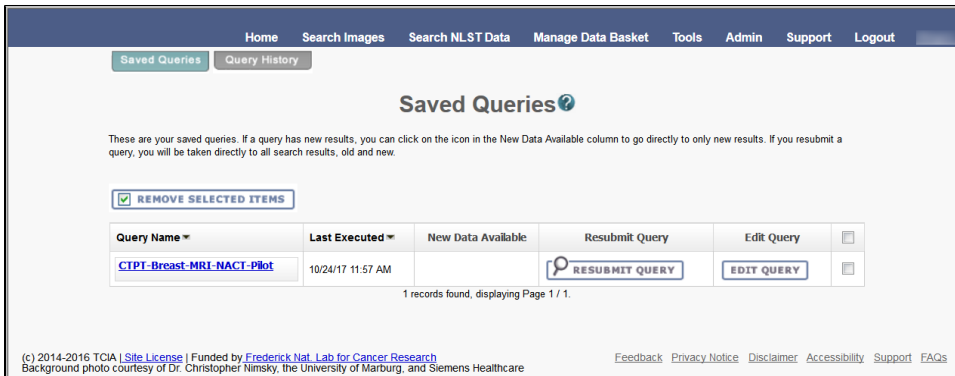 Home Search Images Search NLST Data Manage Data Basket Tools Admin Support Logout
Saved Queries Query History
Saved Queries?
These are your saved queries. If a query has new results, you can click on the icon in the New Data Available column to go directly to only new results. If you resubmit a
query, you will be taken directly to all search results, old and new.
REMOVE SELECTED ITEMS
Query Name Last Executed New Data Available Resubmit Query Edit Query
CTPT-Breast-MRI-NACT-Pilot 10/24/17 11:57 AM RESUBMIT QUERY EDIT QUERY
1 records found, displaying Page 1 / 1.
(c) 2014-2016 TCIA | Site License | Funded by Frederick Nat. Lab for Cancer Research Feedback Privacy Notice Disclaimer Accessibility Support FAQs
Background photo courtesy of Dr. Christopher Nimsky, the University of Marburg, and Siemens Healthcare